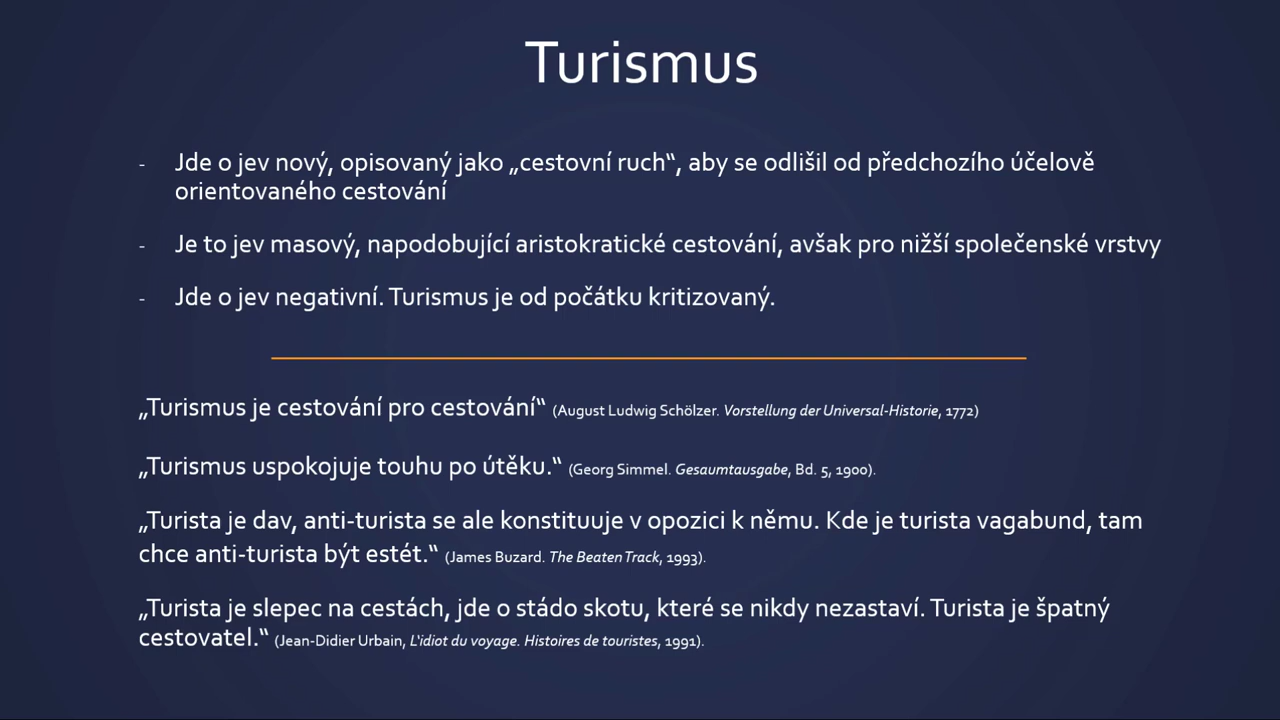 Turismus
- Jde o jev nový, opisovaný jako „cestovní ruch“, aby se odlišil od předchozího účelově
orientovaného cestování
- Je to jev masový, napodobující aristokratické cestování, avšak pro nižší společenské vrstvy
- Jde o jev negativní. Turismus je od počátku kritizovaný.
„Turismus je cestování pro cestování“ (August Ludwig Schölzer. Vorstellung der Universal-Historie, 1772)
„Turismus uspokojuje touhu po útěku.“ (Georg Simmel. Gesaumtausgabe, Bd. 5, 1900).
„Turista je dav, anti-turista se ale konstituuje v opozici k němu. Kde je turista vagabund, tam
chce anti-turista být estét.“ (James Buzard. The Beaten Track, 1993).
„Turista je slepec na cestách, jde o stádo skotu, které se nikdy nezastaví. Turista je špatný
cestovatel.“ (Jean-Didier Urbain, L'idiot du voyage. Histoires de touristes, 1991).